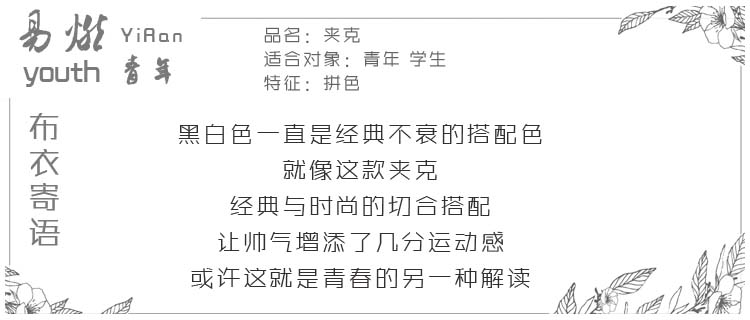 易燃 YiRan
youth 青年
品名：夹克
适合对象：青年 学生
特征：拼色
布衣寄语
黑白色一直是经典不衰的搭配色
就像这款夹克
经典与时尚的切合搭配
让帅气增添了几分运动感
或许这就是青春的另一种解读